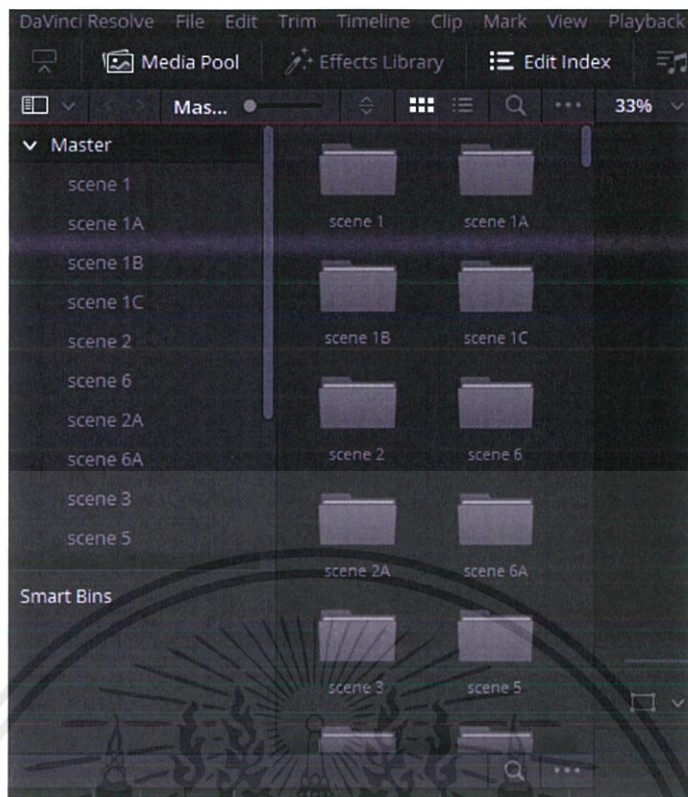 DaVinci Resolve File Edit Trim Timeline Clip Mark View Playback
Media Pool Effects Library Edit Index
Mas... 33%
Master
scene 1
scene 1A
scene 1B
scene 1C
scene 2
scene 6
scene 2A
scene 6A
scene 3
scene 5
Smart Bins
scene 1 scene 1A
scene 1B scene 1C
scene 2 scene 6
scene 2A scene 6A
scene 3 scene 5